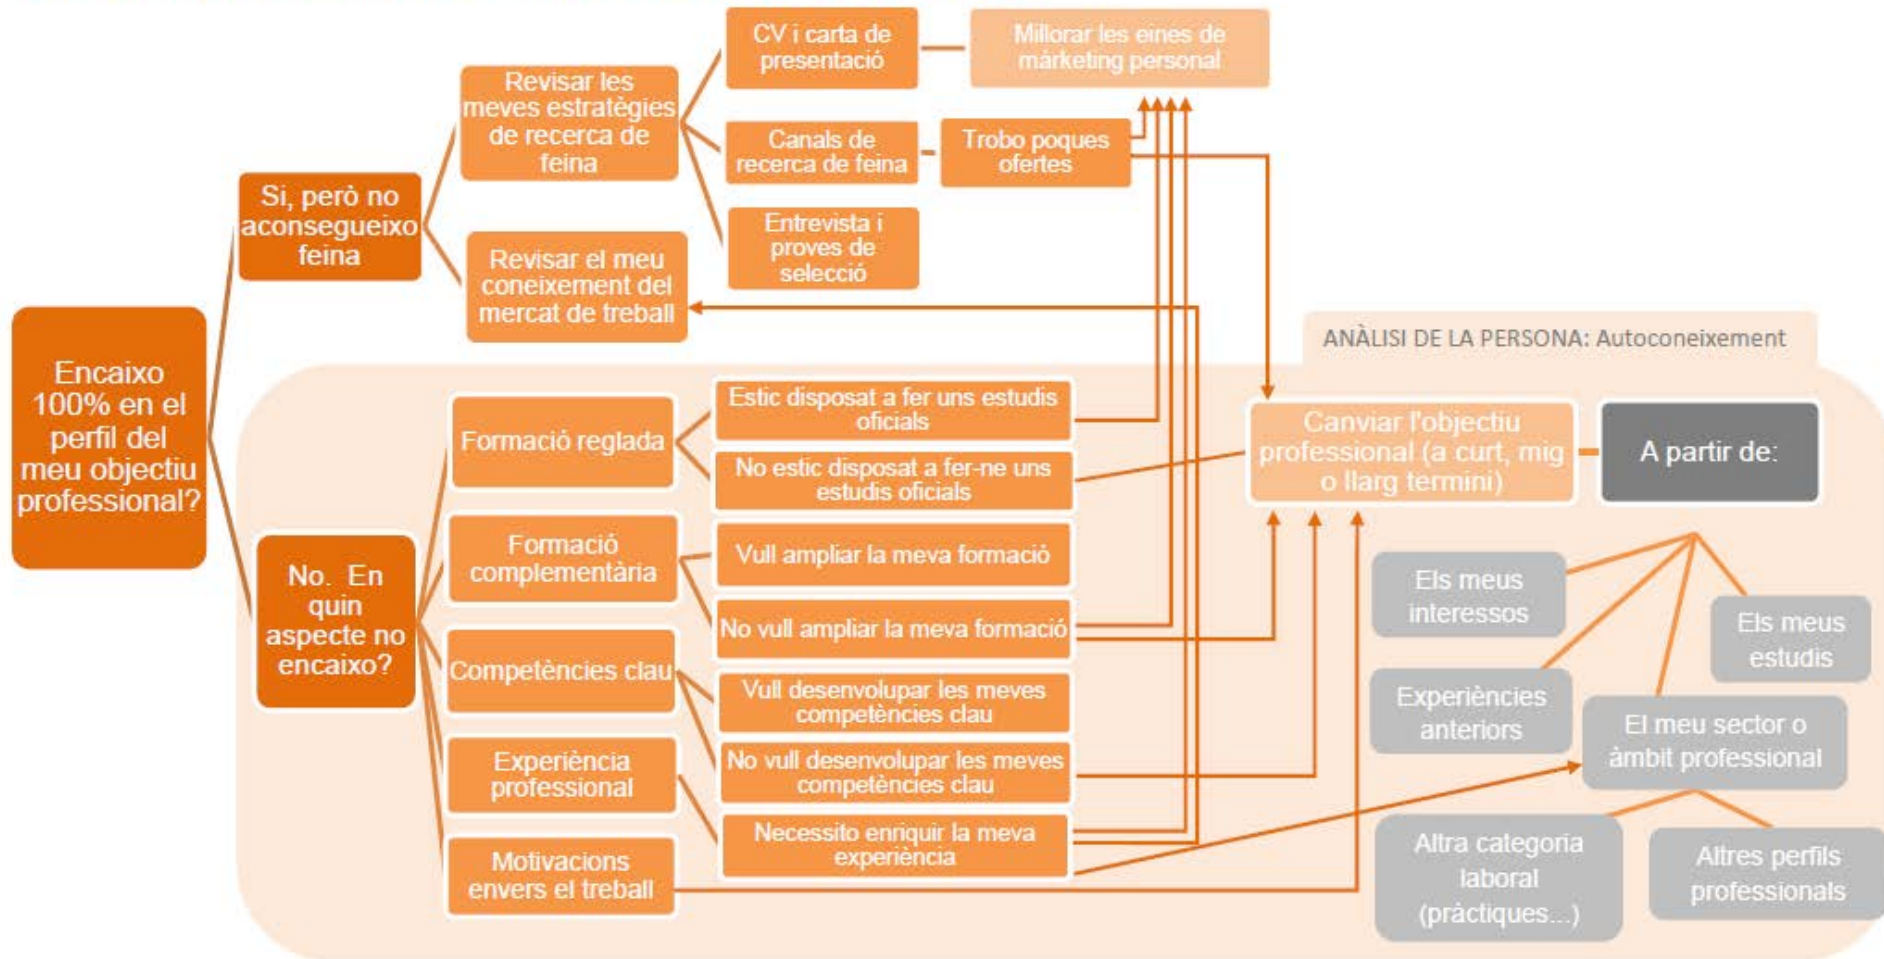 CV i carta de
presentació
Millorar les eines de
màrketing personal
Revisar les
meves estratègies
de recerca de
feina
Canals de
recerca de feina
Trobo poques
ofertes
Si, però no
aconsegueixo
feina
Entrevista i
proves de
selecció
Revisar el meu
coneixement del
mercat de treball
Encaixo
100% en el
perfil del
meu objectiu
professional?
ANÀLISI DE LA PERSONA: Autoconeixement
No. En
quin
aspecte no
encaixo?
Formació reglada
Estic disposat a fer uns estudis
oficials
No estic disposat a fer-ne uns
estudis oficials
Canviar l'objectiu
professional (a curt, mig
o llarg termini)
A partir de:
Formació
complementària
Vull ampliar la meva formació
No vull ampliar la meva formació
Competències clau
Vull desenvolupar les meves
competències clau
No vull desenvolupar les meves
competències clau
Experiència
professional
Necessito enriquir la meva
experiència
Motivacions
envers el treball
Els meus
interessos
Els meus
estudis
Experiències
anteriors
El meu sector o
àmbit professional
Altra categoria
laboral
(pràctiques...)
Altres perfils
professionals